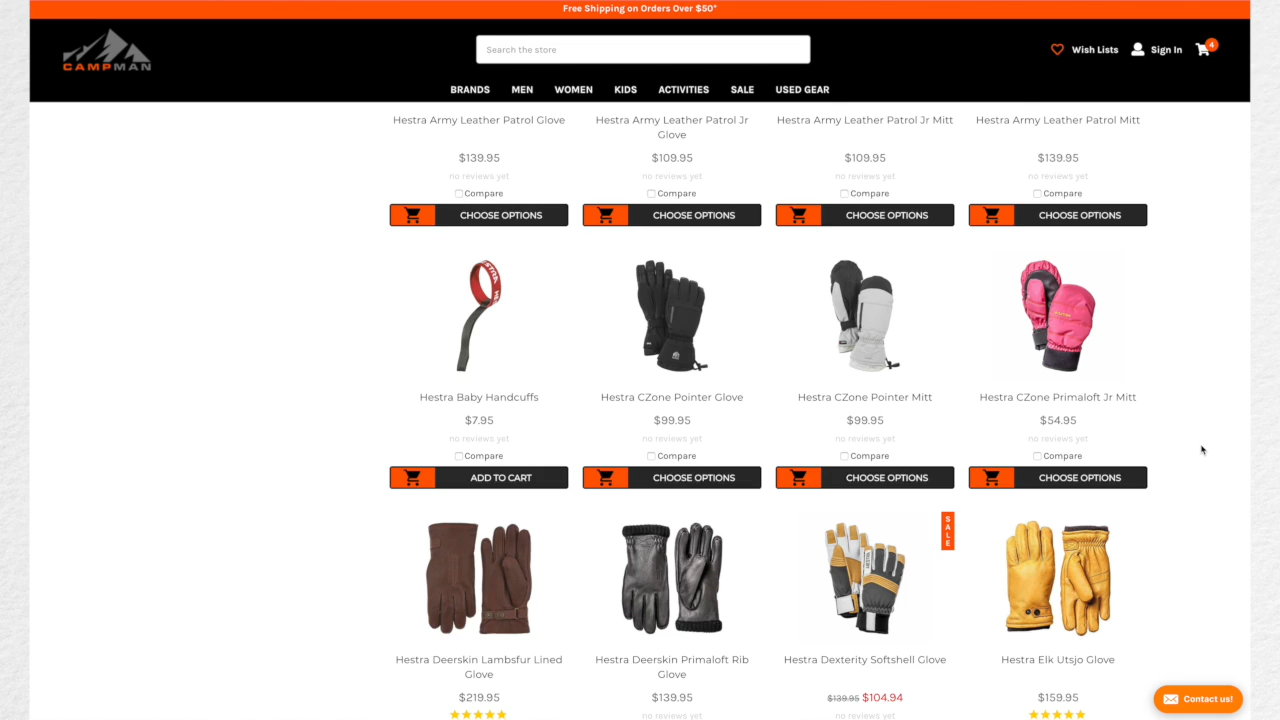 Free Shipping on Orders Over $50*
CAMPMAN
Search the store
Wish Lists
Sign In
4
BRANDS MEN WOMEN KIDS ACTIVITIES SALE USED GEAR
Hestra Army Leather Patrol Glove
$139.95
no reviews yet
Compare
CHOOSE OPTIONS
Hestra Army Leather Patrol Jr
Glove
$109.95
no reviews yet
Compare
CHOOSE OPTIONS
Hestra Army Leather Patrol Jr Mitt
$109.95
no reviews yet
Compare
CHOOSE OPTIONS
Hestra Army Leather Patrol Mitt
$139.95
no reviews yet
Compare
CHOOSE OPTIONS
Hestra Baby Handcuffs
$7.95
no reviews yet
Compare
ADD TO CART
Hestra CZone Pointer Glove
$99.95
no reviews yet
Compare
CHOOSE OPTIONS
Hestra CZone Pointer Mitt
$99.95
no reviews yet
Compare
CHOOSE OPTIONS
Hestra CZone Primaloft Jr Mitt
$54.95
no reviews yet
Compare
CHOOSE OPTIONS
Hestra Deerskin Lambsfur Lined
Glove
$219.95
Hestra Deerskin Primaloft Rib
Glove
$139.95
no reviews yet
SALE
Hestra Dexterity Softshell Glove
$139.95 $104.94
no reviews yet
Hestra Elk Utsjo Glove
$159.95
Contact us!